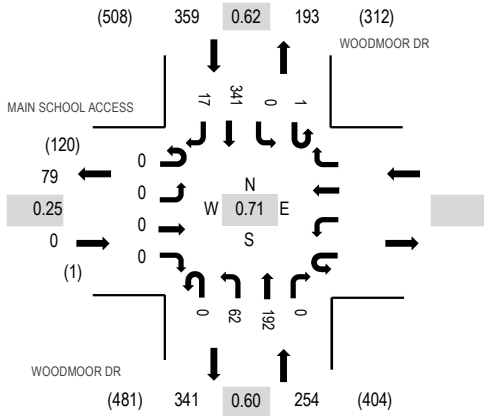 (508) 359 0.62 193 (312)
WOODMOOR DR
17 341 0 1
MAIN SCHOOL ACCESS
(120)
79
0.25
0
(1)
0
0
0
0
N
W 0.71 E
S
0 62 192 0
WOODMOOR DR
(481) 341 0.60 254 (404)